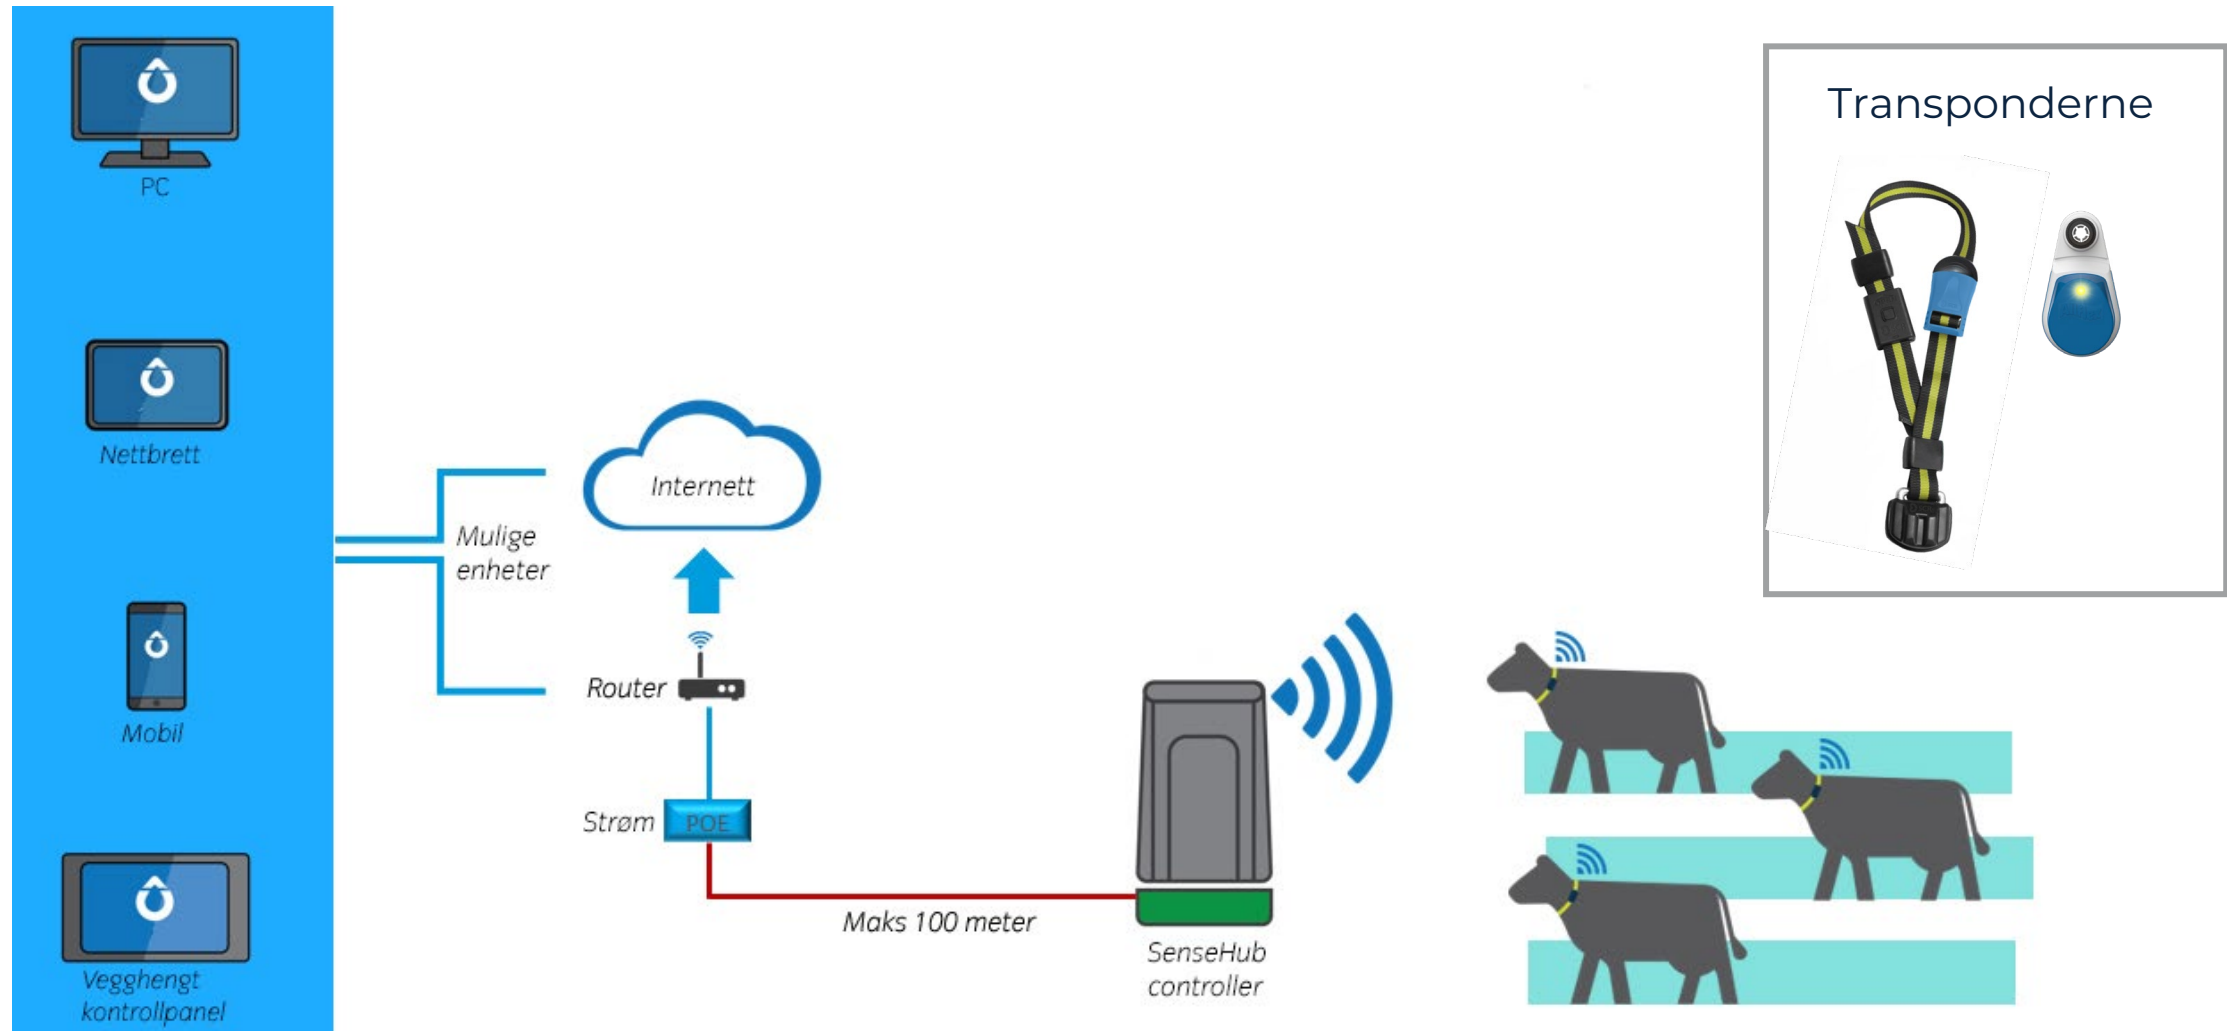 Transponderne
PC
Nettbrett
Mobil
Vegghengt
kontrollpanel
Mulige
enheter
Internett
Router
Strøm
POE
Maks 100 meter
SenseHub
controller